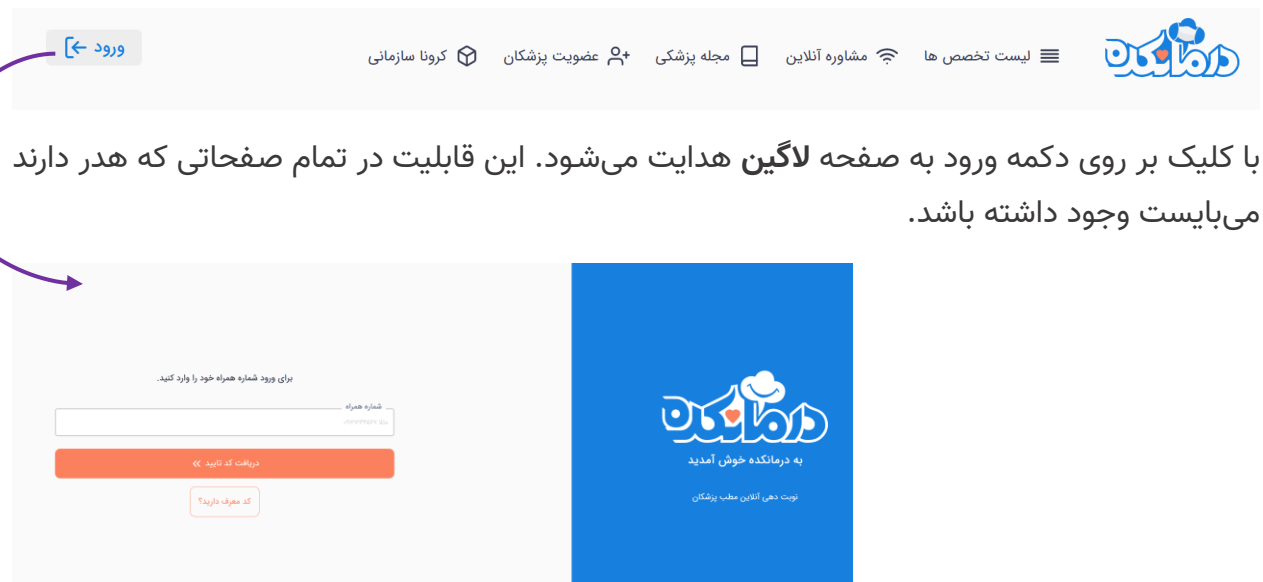 درمانکده
لیست تخصص ها
مشاوره آنلاین
مجله پزشکی
عضویت پزشکان
کرونا سازمانی
ورود
با کلیک بر روی دکمه ورود به صفحه لاگین هدایت می‌شود. این قابلیت در تمام صفحاتی که هدر دارند
می‌بایست وجود داشته باشد.
درمانکده
به درمانکده خوش آمدید
نوبت دهی آنلاین مطب پزشکان
برای ورود شماره همراه خود را وارد کنید.
شماره همراه
دریافت کد تایید
کد معرف دارید؟